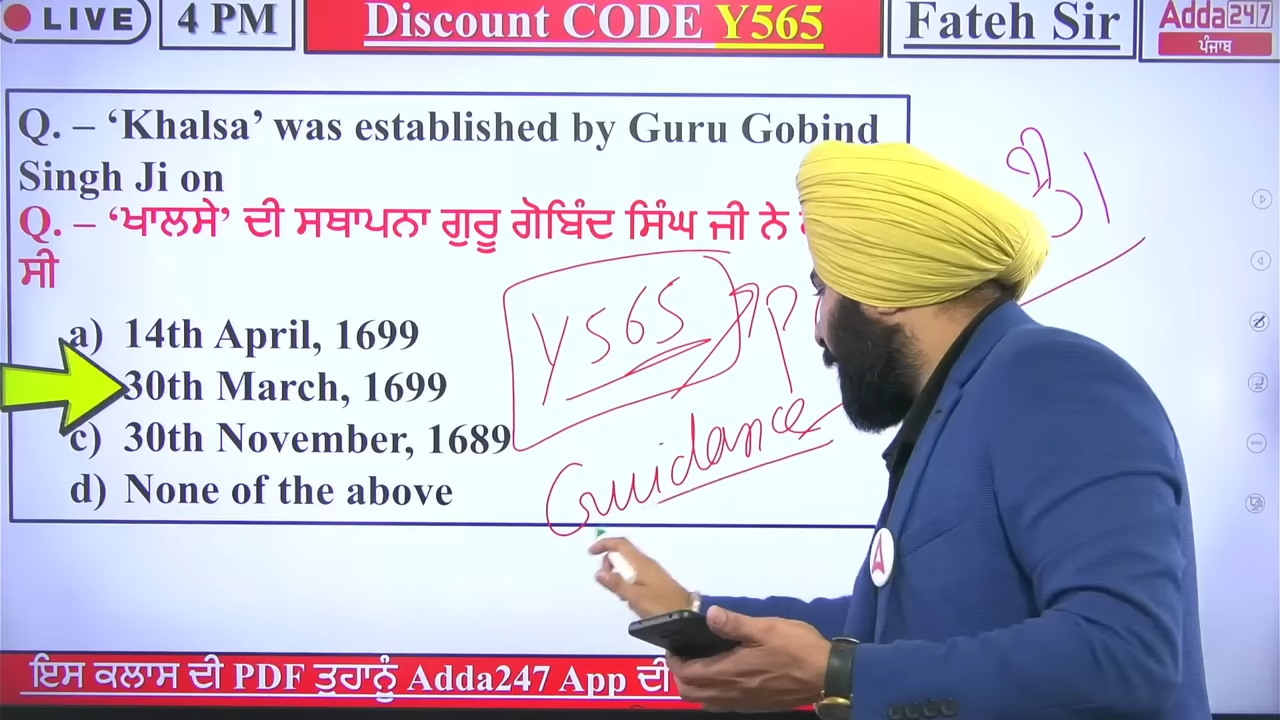 LIVE
4 PM
Discount CODE Y565
Fateh Sir
Adda247
ਪੰਜਾਬ
Q. – ‘Khalsa’ was established by Guru Gobind
Singh Ji on
Q. – ‘ਖਾਲਸੇ’ ਦੀ ਸਥਾਪਨਾ ਗੁਰੂ ਗੋਬਿੰਦ ਸਿੰਘ ਜੀ ਨੇ
ਸੀ
a) 14th April, 1699
30th March, 1699
c) 30th November, 1689
d) None of the above
Y565
Guidance
ਇਸ ਕਲਾਸ ਦੀ PDF ਤੁਹਾਨੂੰ Adda247 App ਦੀ